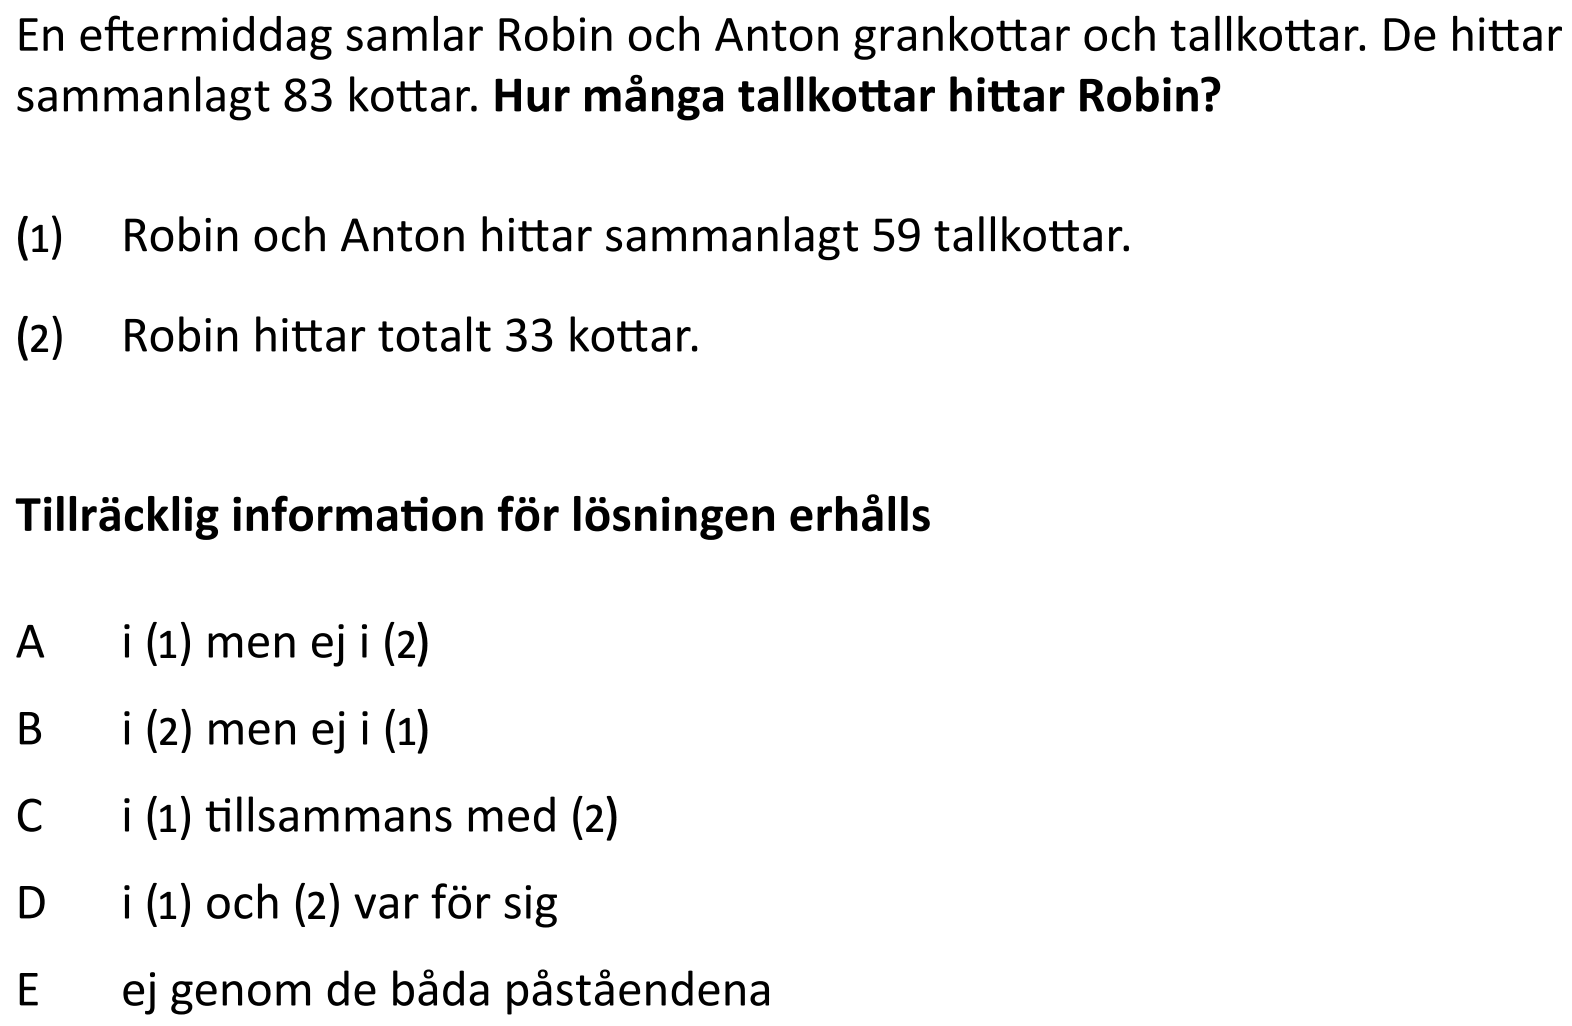 En eftermiddag samlar Robin och Anton grankottar och tallkottar. De hittar
sammanlagt 83 kottar. Hur många tallkottar hittar Robin?
(1) Robin och Anton hittar sammanlagt 59 tallkottar.
(2) Robin hittar totalt 33 kottar.
Tillräcklig information för lösningen erhålls
A i (1) men ej i (2)
B i (2) men ej i (1)
C i (1) tillsammans med (2)
D i (1) och (2) var för sig
E ej genom de båda påståendena